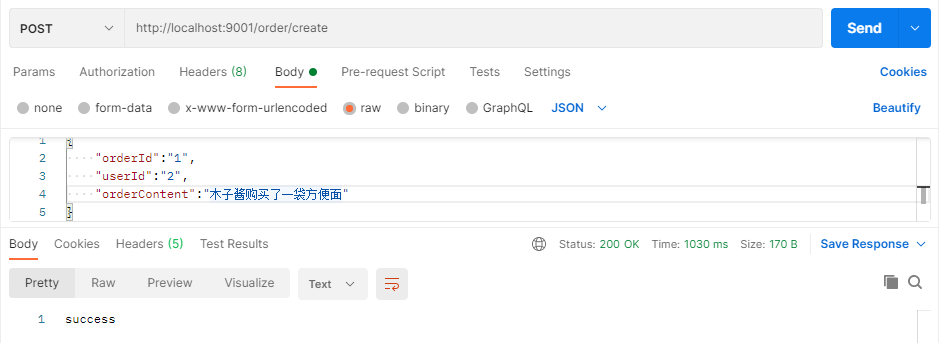 POST http://localhost:9001/order/create Send
Params Authorization Headers (8) Body Pre-request Script Tests Settings Cookies
none form-data x-www-form-urlencoded raw binary GraphQL JSON Beautify
1 {
2 ····"orderId":"1",
3 ····"userId":"2",
4 ····"orderContent":"木子酱购买了一袋方便面"
5 }
Body Cookies Headers (5) Test Results Status: 200 OK Time: 1030 ms Size: 170 B Save Response
Pretty Raw Preview Visualize Text
1 success